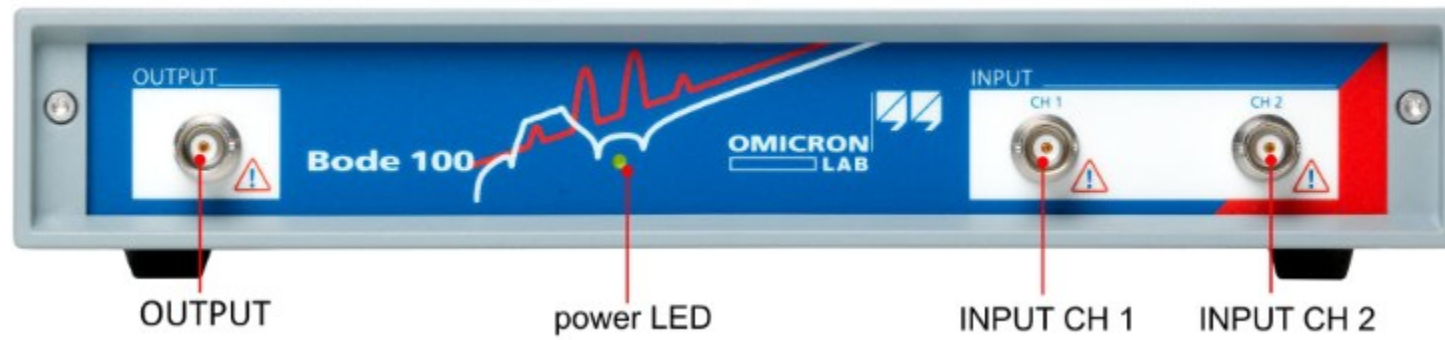 OUTPUT
INPUT
CH 1
CH 2
OMICRON
LAB
Bode 100
OUTPUT
power LED
INPUT CH 1
INPUT CH 2